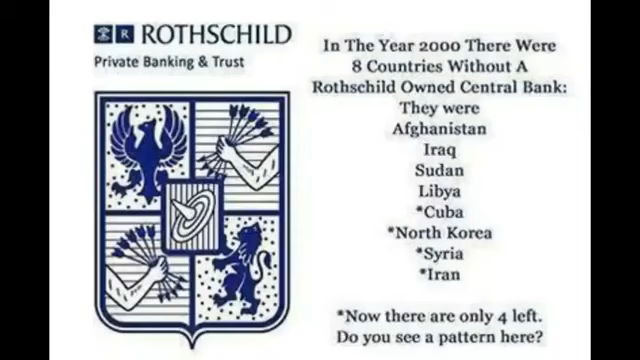 ROTHSCHILD
Private Banking & Trust
In The Year 2000 There Were
8 Countries Without A
Rothschild Owned Central Bank:
They were
Afghanistan
Iraq
Sudan
Libya
*Cuba
*North Korea
*Syria
*Iran
*Now there are only 4 left.
Do you see a pattern here?